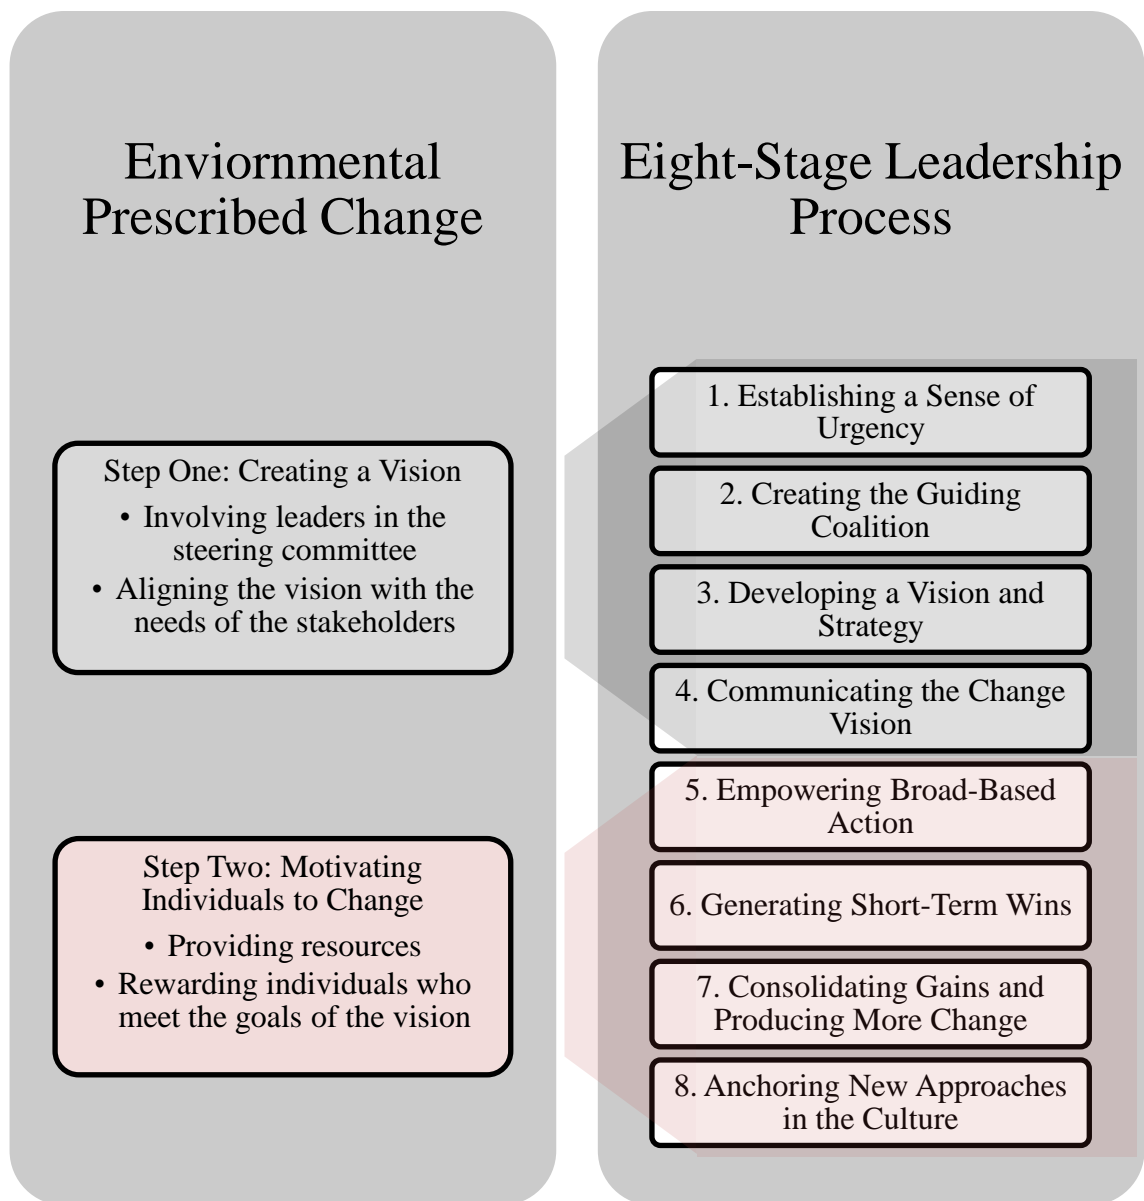 Enviornmental
Prescribed Change
Step One: Creating a Vision
• Involving leaders in the
steering committee
• Aligning the vision with the
needs of the stakeholders
Step Two: Motivating
Individuals to Change
• Providing resources
• Rewarding individuals who
meet the goals of the vision
Eight-Stage Leadership
Process
1. Establishing a Sense of
Urgency
2. Creating the Guiding
Coalition
3. Developing a Vision and
Strategy
4. Communicating the Change
Vision
5. Empowering Broad-Based
Action
6. Generating Short-Term Wins
7. Consolidating Gains and
Producing More Change
8. Anchoring New Approaches
in the Culture